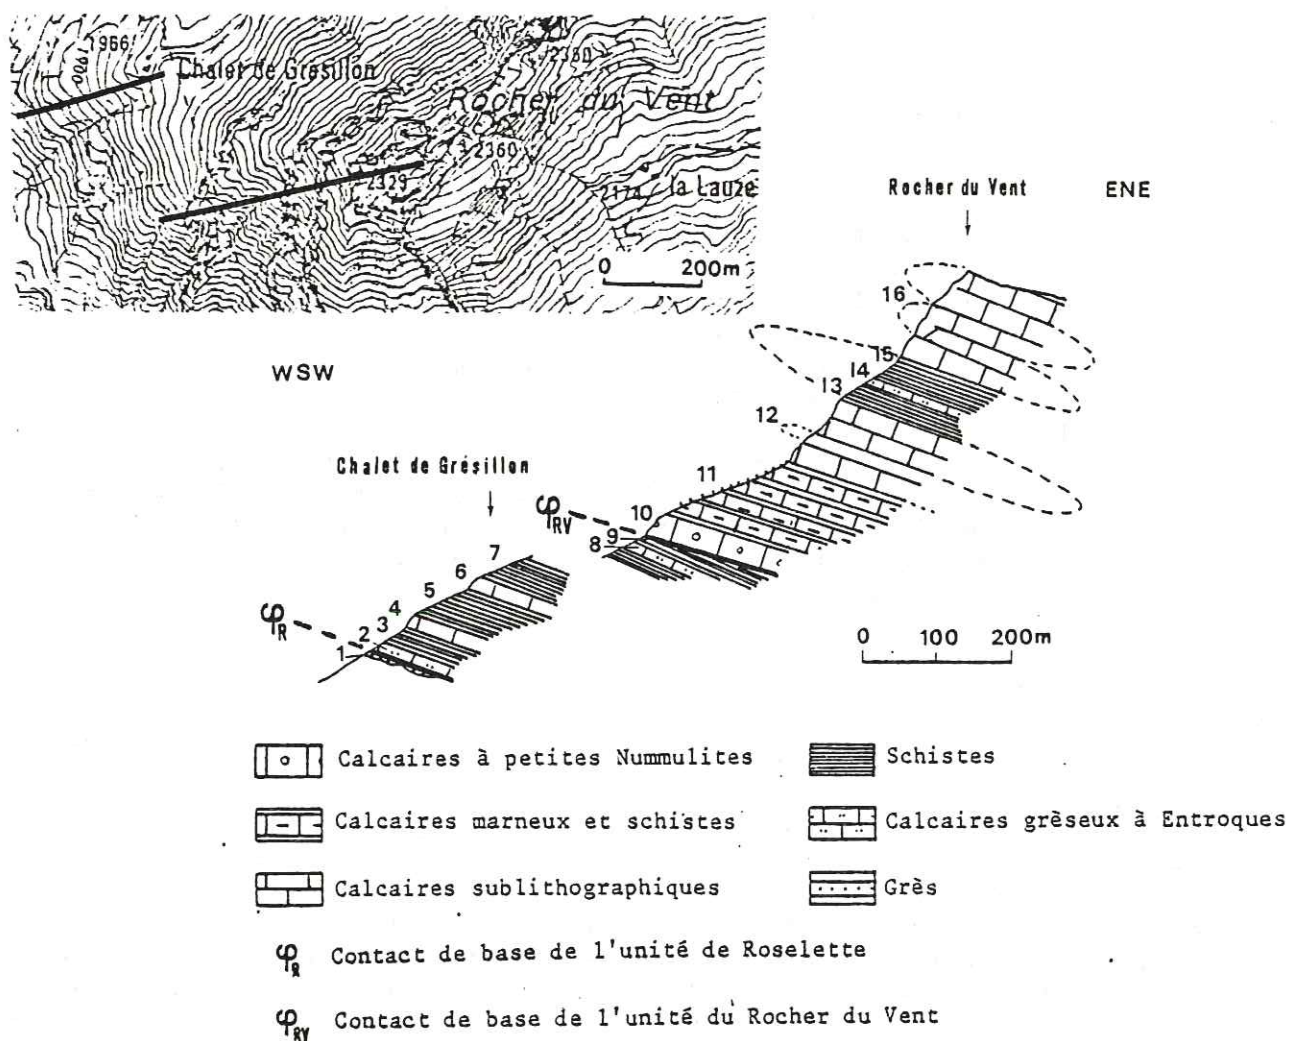 1966
1900
Chalet de Grésillon
2380
Rocher du Vent
2360
2329
2174
la Lauze
0 200m
Rocher du Vent
ENE
WSW
16
15
14
13
12
11
10
9
8
φRV
Chalet de Grésillon
7
6
5
4
3
2
1
φR
0 100 200m
Calcaires à petites Nummulites
Schistes
Calcaires marneux et schistes
Calcaires grèseux à Entroques
Calcaires sublithographiques
Grès
φR Contact de base de l'unité de Roselette
φRV Contact de base de l'unité du Rocher du Vent